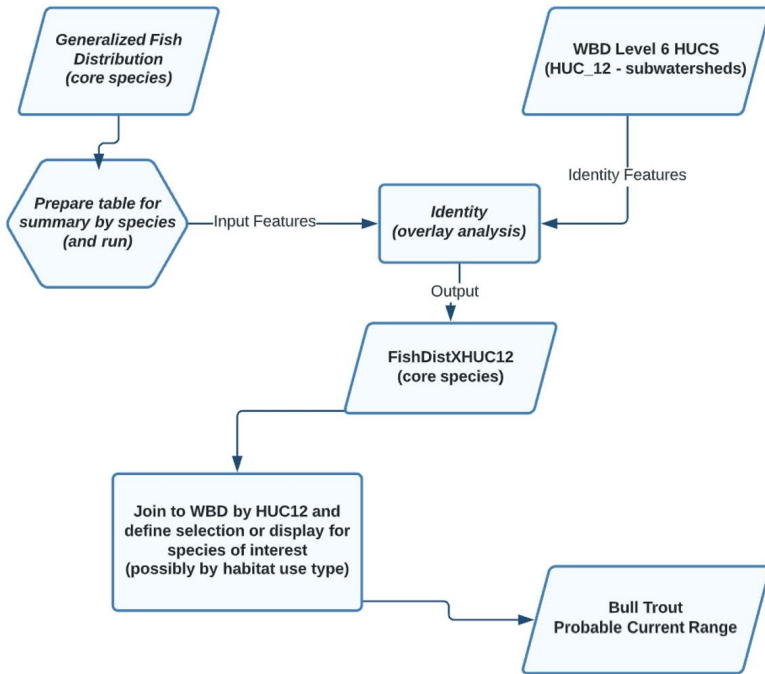 Generalized Fish
Distribution
(core species)
WBD Level 6 HUCS
(HUC_12 - subwatersheds)
Identity Features
Prepare table for
summary by species
(and run)
Input Features
Identity
(overlay analysis)
Output
FishDistXHUC12
(core species)
Join to WBD by HUC12 and
define selection or display for
species of interest
(possibly by habitat use type)
Bull Trout
Probable Current Range